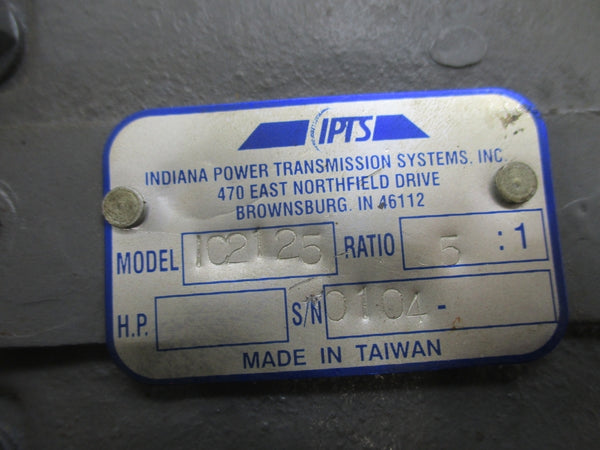 IPTS
INDIANA POWER TRANSMISSION SYSTEMS, INC.
470 EAST NORTHFIELD DRIVE
BROWNSBURG, IN 46112
MODEL IC2125 RATIO 5 : 1
H.P. S/N 0104-
MADE IN TAIWAN